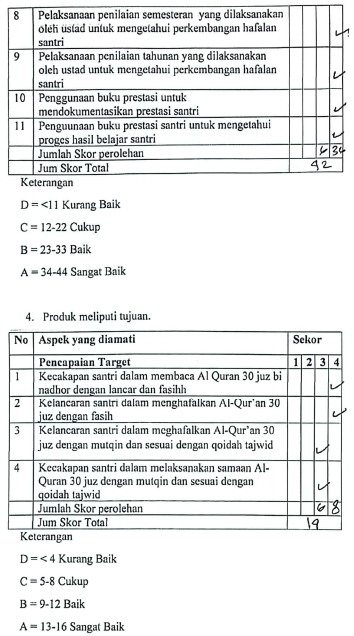 8 Pelaksanaan penilaian semesteran yang dilaksanakan
oleh ustad untuk mengetahui perkembangan hafalan
santri
9 Pelaksanaan penilaian tahunan yang dilaksanakan
oleh ustad untuk mengetahui perkembangan hafalan
santri
10 Penggunaan buku prestasi untuk
mendokumentasikan prestasi santri
11 Penguunaan buku prestasi santri untuk mengetahui
proges hasil belajar santri
Jumlah Skor perolehan 6 36
Jum Skor Total 42
Keterangan
D = <11 Kurang Baik
C = 12-22 Cukup
B = 23-33 Baik
A = 34-44 Sangat Baik
4. Produk meliputi tujuan.
No Aspek yang diamati Sekor
Pencapaian Target 1 2 3 4
1 Kecakapan santri dalam membaca Al Quran 30 juz bi
nadhor dengan lancar dan fasihh
2 Kelancaran santri dalam menghafalkan Al-Qur'an 30
juz dengan fasih
3 Kelancaran santri dalam meghafalkan Al-Qur'an 30
juz dengan mutqin dan sesuai dengan qoidah tajwid
4 Kecakapan santri dalam melaksanakan samaan Al-
Quran 30 juz dengan mutqin dan sesuai dengan
qoidah tajwid
Jumlah Skor perolehan 6 8
Jum Skor Total 14
Keterangan
D = < 4 Kurang Baik
C = 5-8 Cukup
B = 9-12 Baik
A = 13-16 Sangat Baik